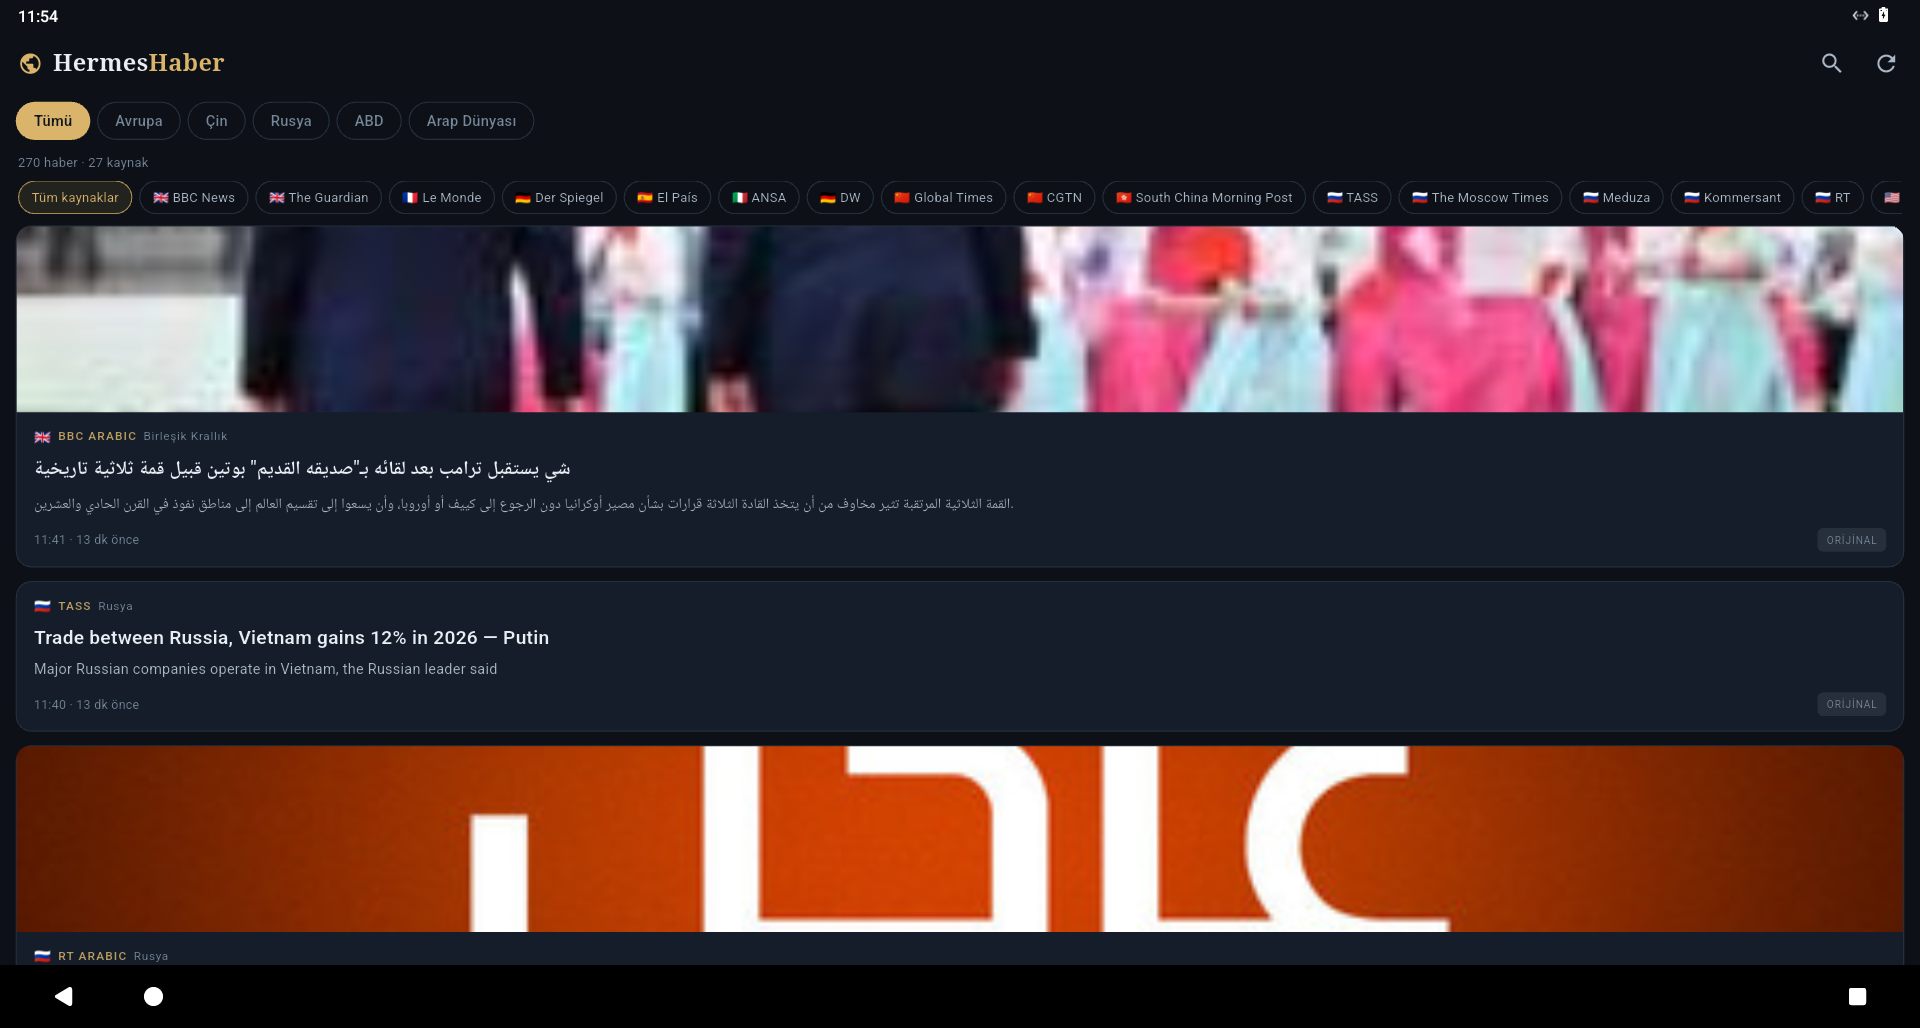 11:54
HermesHaber
Tümü Avrupa Çin Rusya ABD Arap Dünyası
270 haber · 27 kaynak
Tüm kaynaklar BBC News The Guardian Le Monde Der Spiegel El País ANSA DW Global Times CGTN South China Morning Post TASS The Moscow Times Meduza Kommersant RT
BBC ARABIC Birleşik Krallık
شي يستقبل ترامب بعد لقائه بـ"صديقه القديم" بوتين قبيل قمة ثلاثية تاريخية
القمة الثلاثية المرتقبة تثير مخاوف من أن يتخذ القادة الثلاثة قرارات بشأن مصير أوكرانيا دون الرجوع إلى كييف أو أوروبا، وأن يسعوا إلى تقسيم العالم إلى مناطق نفوذ في القرن الحادي والعشرين.
11:41 · 13 dk önce ORİJİNAL
TASS Rusya
Trade between Russia, Vietnam gains 12% in 2026 — Putin
Major Russian companies operate in Vietnam, the Russian leader said
11:40 · 13 dk önce ORİJİNAL
RT ARABIC Rusya